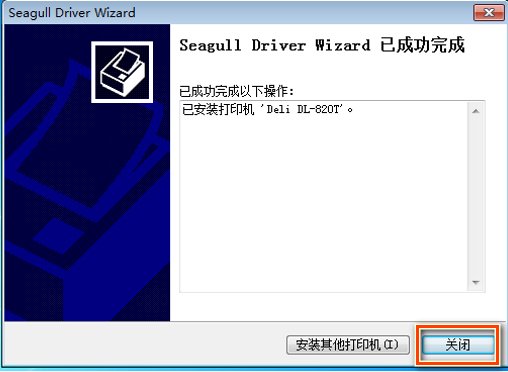 Seagull Driver Wizard
Seagull Driver Wizard 已成功完成
已成功完成以下操作:
已安装打印机 'Deli DL-820T'。
安装其他打印机(I)
关闭